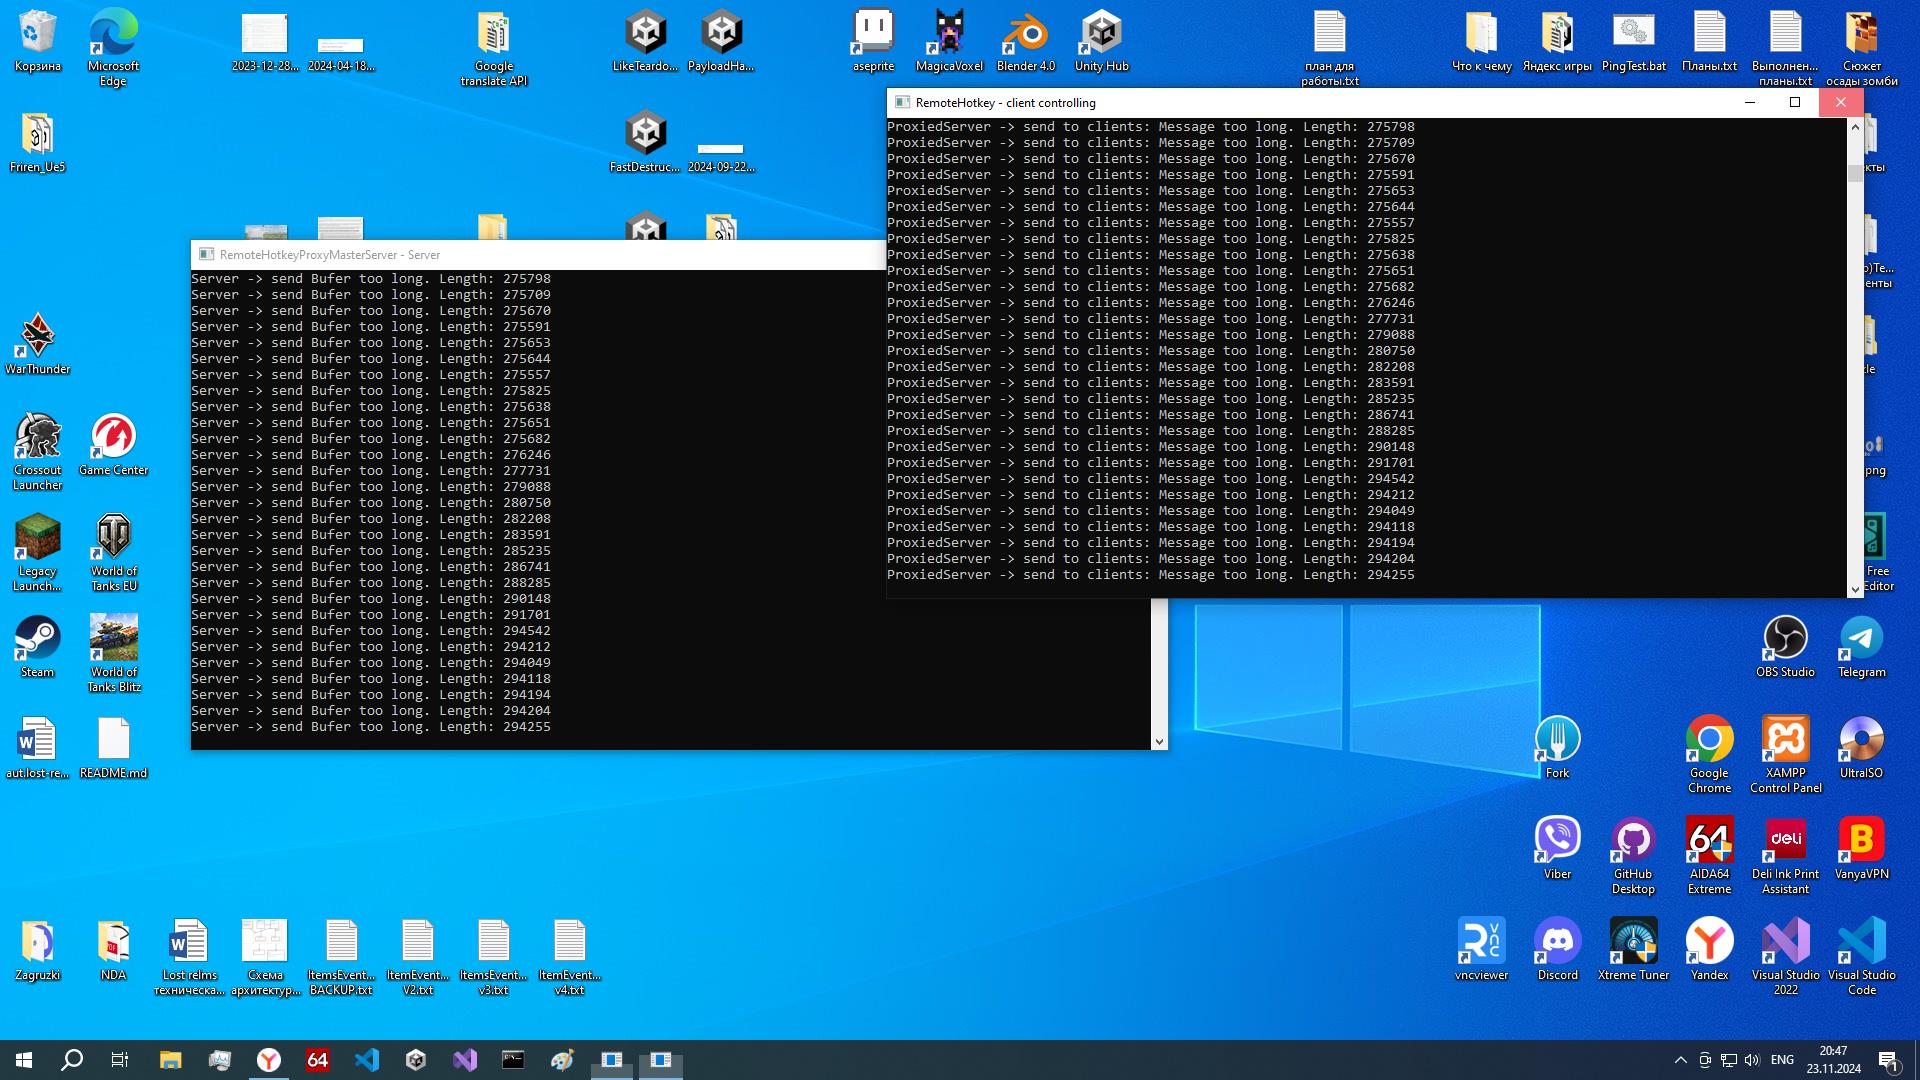 Корзина
Microsoft
Edge
2023-12-28...
2024-04-18...
Google
translate API
LikeTeardo...
PayloadHa...
aseprite
MagicaVoxel
Blender 4.0
Unity Hub
план для
работы.txt
Что к чему
Яндекс игры
PingTest.bat
Планы.txt
Выполнен...
планы.txt
Сюжет
осады зомби
Friren_Ue5
FastDestruc...
2024-09-22...
RemoteHotkey - client controlling
ProxiedServer -> send to clients: Message too long. Length: 275798
ProxiedServer -> send to clients: Message too long. Length: 275709
ProxiedServer -> send to clients: Message too long. Length: 275670
ProxiedServer -> send to clients: Message too long. Length: 275591
ProxiedServer -> send to clients: Message too long. Length: 275653
ProxiedServer -> send to clients: Message too long. Length: 275644
ProxiedServer -> send to clients: Message too long. Length: 275557
ProxiedServer -> send to clients: Message too long. Length: 275825
ProxiedServer -> send to clients: Message too long. Length: 275638
ProxiedServer -> send to clients: Message too long. Length: 275651
ProxiedServer -> send to clients: Message too long. Length: 275682
ProxiedServer -> send to clients: Message too long. Length: 276246
ProxiedServer -> send to clients: Message too long. Length: 277731
ProxiedServer -> send to clients: Message too long. Length: 279088
ProxiedServer -> send to clients: Message too long. Length: 280750
ProxiedServer -> send to clients: Message too long. Length: 282208
ProxiedServer -> send to clients: Message too long. Length: 283591
ProxiedServer -> send to clients: Message too long. Length: 285235
ProxiedServer -> send to clients: Message too long. Length: 286741
ProxiedServer -> send to clients: Message too long. Length: 288285
ProxiedServer -> send to clients: Message too long. Length: 290148
ProxiedServer -> send to clients: Message too long. Length: 291701
ProxiedServer -> send to clients: Message too long. Length: 294542
ProxiedServer -> send to clients: Message too long. Length: 294212
ProxiedServer -> send to clients: Message too long. Length: 294049
ProxiedServer -> send to clients: Message too long. Length: 294118
ProxiedServer -> send to clients: Message too long. Length: 294194
ProxiedServer -> send to clients: Message too long. Length: 294204
ProxiedServer -> send to clients: Message too long. Length: 294255
RemoteHotkeyProxyMasterServer - Server
Server -> send Bufer too long. Length: 275798
Server -> send Bufer too long. Length: 275709
Server -> send Bufer too long. Length: 275670
Server -> send Bufer too long. Length: 275591
Server -> send Bufer too long. Length: 275653
Server -> send Bufer too long. Length: 275644
Server -> send Bufer too long. Length: 275557
Server -> send Bufer too long. Length: 275825
Server -> send Bufer too long. Length: 275638
Server -> send Bufer too long. Length: 275651
Server -> send Bufer too long. Length: 275682
Server -> send Bufer too long. Length: 276246
Server -> send Bufer too long. Length: 277731
Server -> send Bufer too long. Length: 279088
Server -> send Bufer too long. Length: 280750
Server -> send Bufer too long. Length: 282208
Server -> send Bufer too long. Length: 283591
Server -> send Bufer too long. Length: 285235
Server -> send Bufer too long. Length: 286741
Server -> send Bufer too long. Length: 288285
Server -> send Bufer too long. Length: 290148
Server -> send Bufer too long. Length: 291701
Server -> send Bufer too long. Length: 294542
Server -> send Bufer too long. Length: 294212
Server -> send Bufer too long. Length: 294049
Server -> send Bufer too long. Length: 294118
Server -> send Bufer too long. Length: 294194
Server -> send Bufer too long. Length: 294204
Server -> send Bufer too long. Length: 294255
WarThunder
Crossout
Launcher
Game Center
Legacy
Launch...
World of
Tanks EU
Free
Editor
Steam
World of
Tanks Blitz
OBS Studio
Telegram
aut.lost-re...
README.md
Fork
Google
Chrome
XAMPP
Control Panel
UltraISO
64
deli
Viber
GitHub
Desktop
AIDA64
Extreme
Deli Ink Print
Assistant
VanyaVPN
Zagruzki
NDA
Lost relms
техническа...
Схема
архитектур...
ItemsEvent...
BACKUP.txt
ItemEvent...
V2.txt
ItemsEvent...
v3.txt
ItemEvent...
v4.txt
vncviewer
Discord
Xtreme Tuner
Yandex
Visual Studio
2022
Visual Studio
Code
64
ENG
20:47
23.11.2024
1